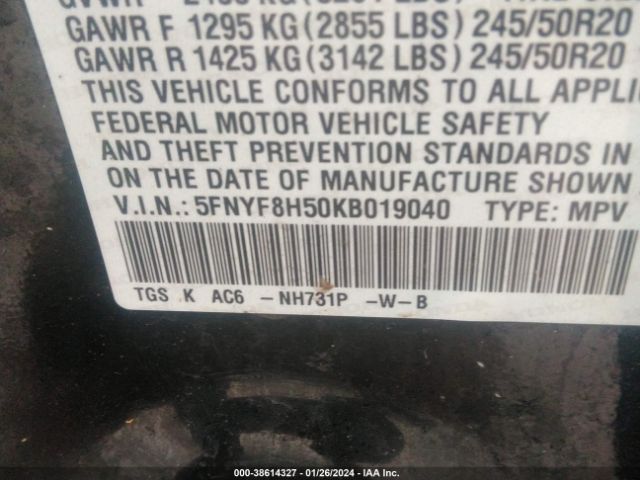 GAWR F 1295 KG (2855 LBS) 245/50R20
GAWR R 1425 KG (3142 LBS) 245/50R20
THIS VEHICLE CONFORMS TO ALL APPLI
FEDERAL MOTOR VEHICLE SAFETY
AND THEFT PREVENTION STANDARDS IN
ON THE DATE OF MANUFACTURE SHOWN
V.I.N.: 5FNYF8H50KB019040 TYPE: MPV
TGS K AC6 -NH731P -W-B
000-38614327 | 01/26/2024 | IAA Inc.